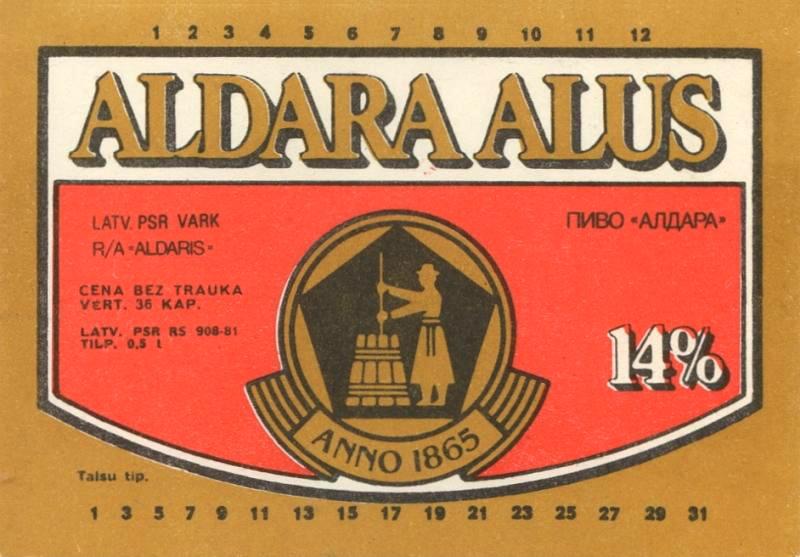 1 2 3 4 5 6 7 8 9 10 11 12
ALDARA ALUS
LATV. PSR VARK
R/A «ALDARIS»
ПИВО «АЛДАРА»
CENA BEZ TRAUKA
VĒRT. 36 KAP.
LATV. PSR RS 908-81
TILP. 0,5 l
14%
ANNO 1865
Talsu tip.
1 3 5 7 9 11 13 15 17 19 21 23 25 27 29 31